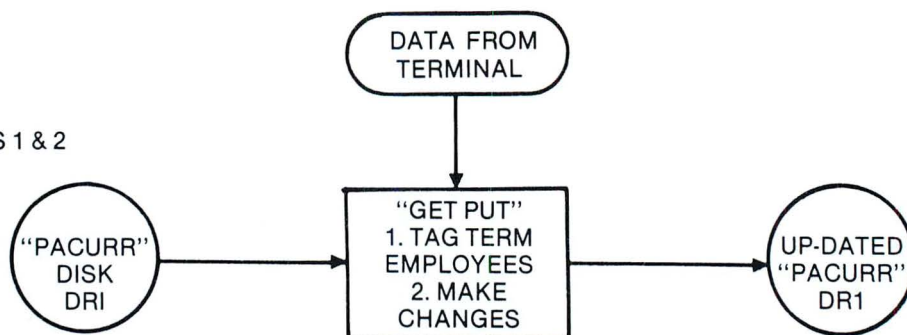 DATA FROM
TERMINAL
S 1 & 2
"PACURR"
DISK
DRI
"GET PUT"
1. TAG TERM
EMPLOYEES
2. MAKE
CHANGES
UP-DATED
"PACURR"
DR1